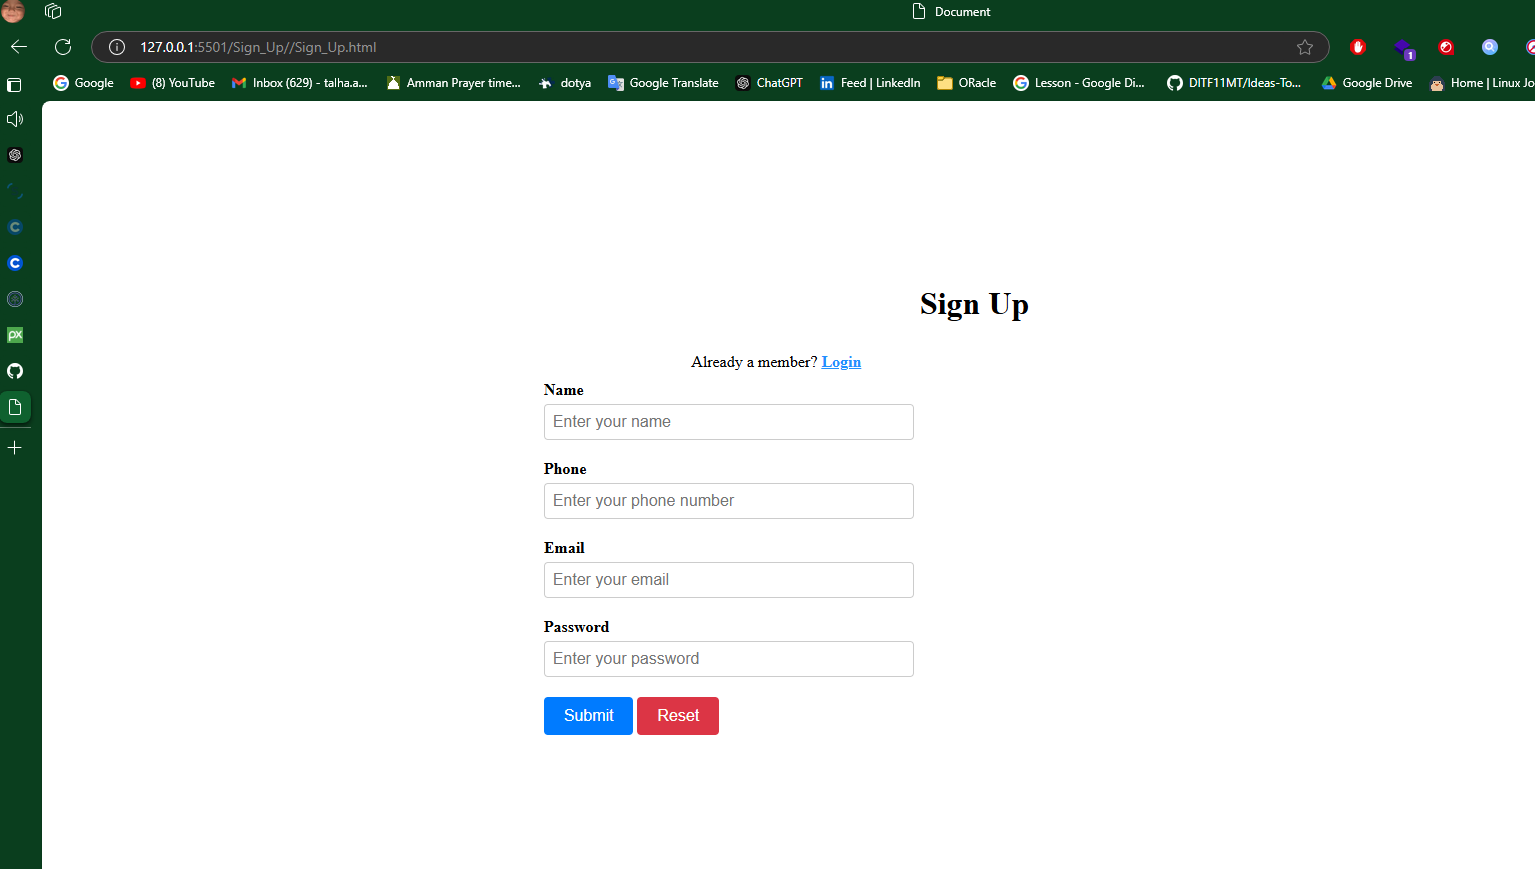 Document
127.0.0.1:5501/Sign_Up//Sign_Up.html
1
Google (8) YouTube Inbox (629) - talha.a... Amman Prayer time... dotya Google Translate ChatGPT Feed | LinkedIn ORacle Lesson - Google Di... DITF11MT/Ideas-To... Google Drive Home | Linux Jo
px
Sign Up
Already a member? Login
Name
Enter your name
Phone
Enter your phone number
Email
Enter your email
Password
Enter your password
Submit Reset